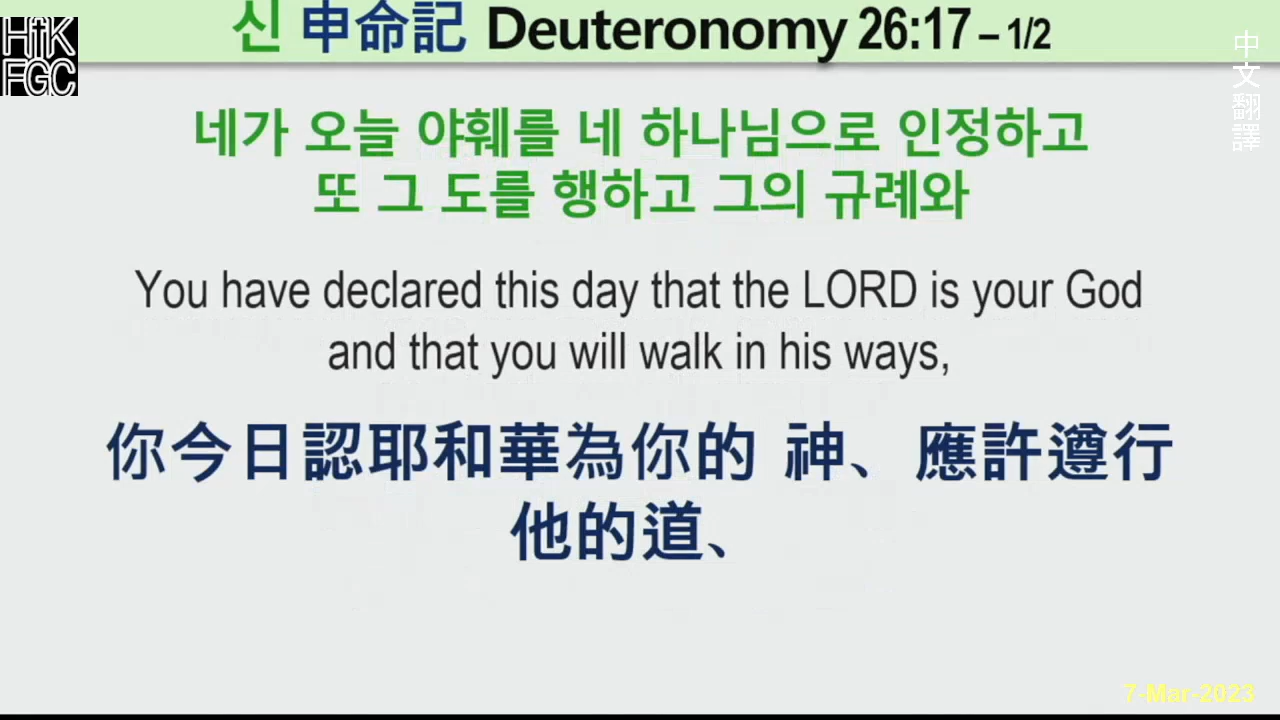 HfK
FGC
신 申命記 Deuteronomy 26:17 – 1/2
中文翻譯
네가 오늘 야훼를 네 하나님으로 인정하고
또 그 도를 행하고 그의 규례와
You have declared this day that the LORD is your God
and that you will walk in his ways,
你今日認耶和華為你的 神、應許遵行
他的道、
7-Mar-2023